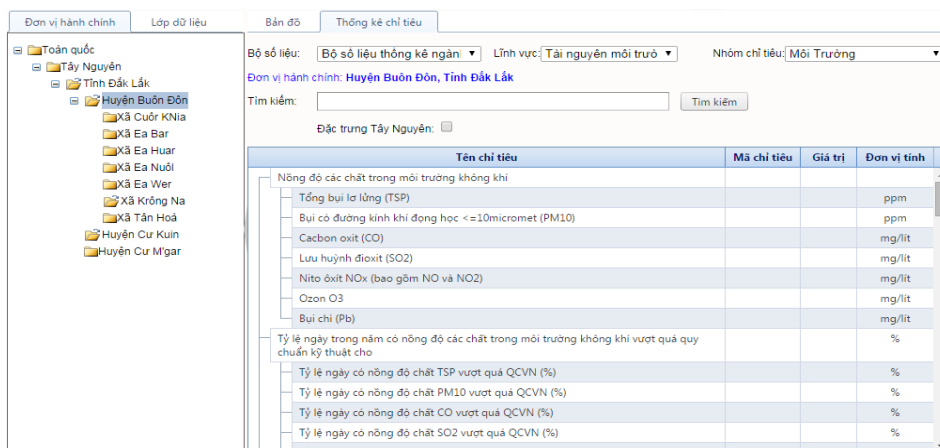 Đơn vị hành chính
Lớp dữ liệu
Toàn quốc
Tây Nguyên
Tỉnh Đắk Lắk
Huyện Buôn Đôn
Xã Cuôr KNia
Xã Ea Bar
Xã Ea Huar
Xã Ea Nuôl
Xã Ea Wer
Xã Krông Na
Xã Tân Hoà
Huyện Cư Kuin
Huyện Cư M'gar
Bản đồ
Thống kê chỉ tiêu
Bộ số liệu: Bộ số liệu thống kê ngàn Lĩnh vực: Tài nguyên môi trườ Nhóm chỉ tiêu: Môi Trường
Đơn vị hành chính: Huyện Buôn Đôn, Tỉnh Đắk Lắk
Tìm kiếm: Tìm kiếm
Đặc trưng Tây Nguyên:
Tên chỉ tiêu Mã chỉ tiêu Giá trị Đơn vị tính
Nồng độ các chất trong môi trường không khí
Tổng bụi lơ lửng (TSP) ppm
Bụi có đường kính khí đọng học <=10micromet (PM10) ppm
Cacbon oxit (CO) mg/lít
Lưu huỳnh đioxit (SO2) mg/lít
Nito ôxít NOx (bao gồm NO và NO2) mg/lít
Ozon O3 mg/lít
Bụi chì (Pb) mg/lít
Tỷ lệ ngày trong năm có nồng độ các chất trong môi trường không khí vượt quá quy %
chuẩn kỹ thuật cho
Tỷ lệ ngày có nồng độ chất TSP vượt quá QCVN (%) %
Tỷ lệ ngày có nồng độ chất PM10 vượt quá QCVN (%) %
Tỷ lệ ngày có nồng độ chất CO vượt quá QCVN (%) %
Tỷ lệ ngày có nồng độ chất SO2 vượt quá QCVN (%) %